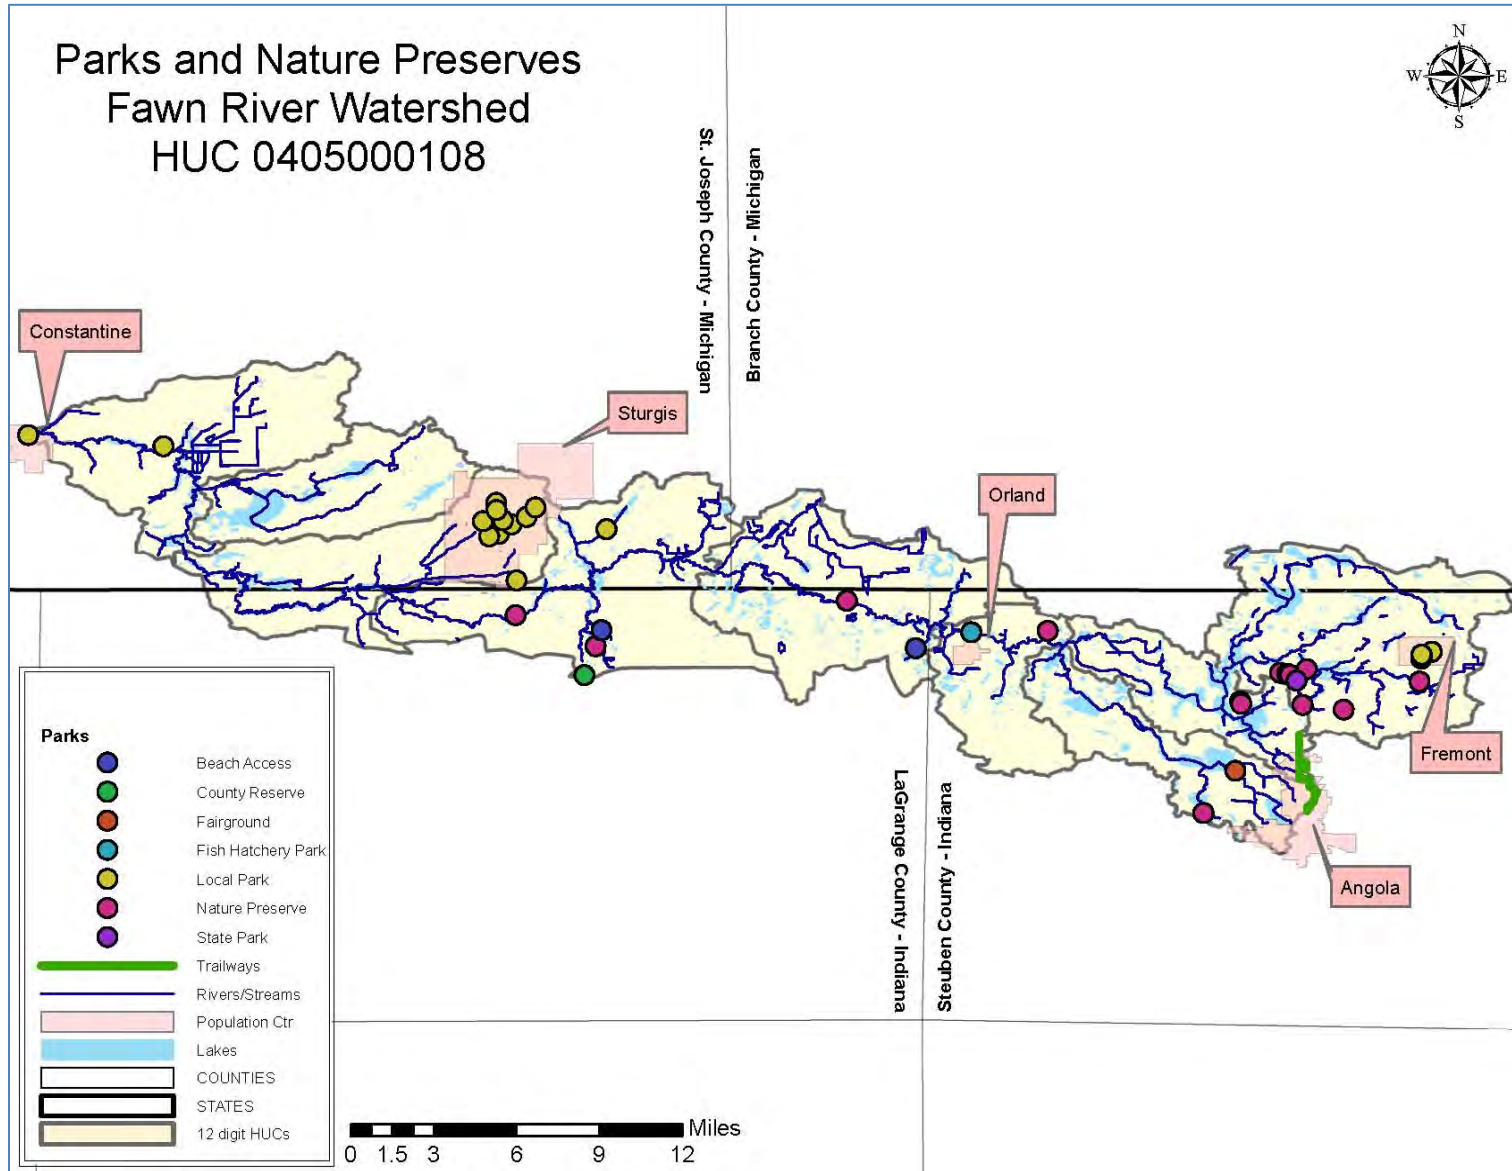 Parks and Nature Preserves
Fawn River Watershed
HUC 0405000108
N
W
E
S
St. Joseph County - Michigan
Branch County - Michigan
Constantine
Sturgis
Orland
Fremont
Angola
LaGrange County - Indiana
Steuben County - Indiana
Parks
Beach Access
County Reserve
Fairground
Fish Hatchery Park
Local Park
Nature Preserve
State Park
Trailways
Rivers/Streams
Population Ctr
Lakes
COUNTIES
STATES
12 digit HUCs
Miles
0 1.5 3 6 9 12